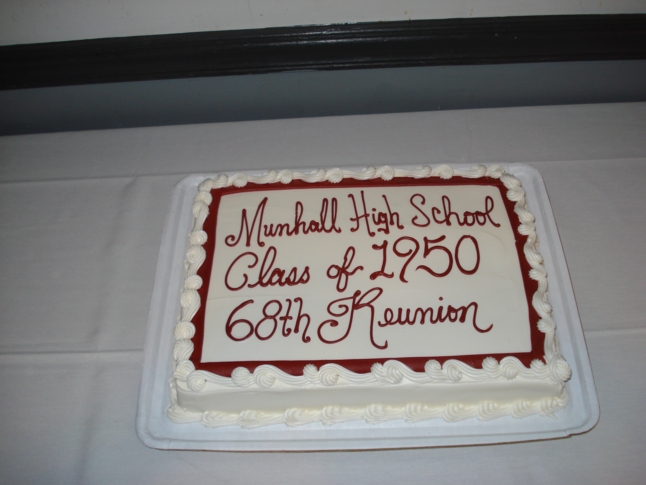 Munhall High School
Class of 1950
68th Reunion